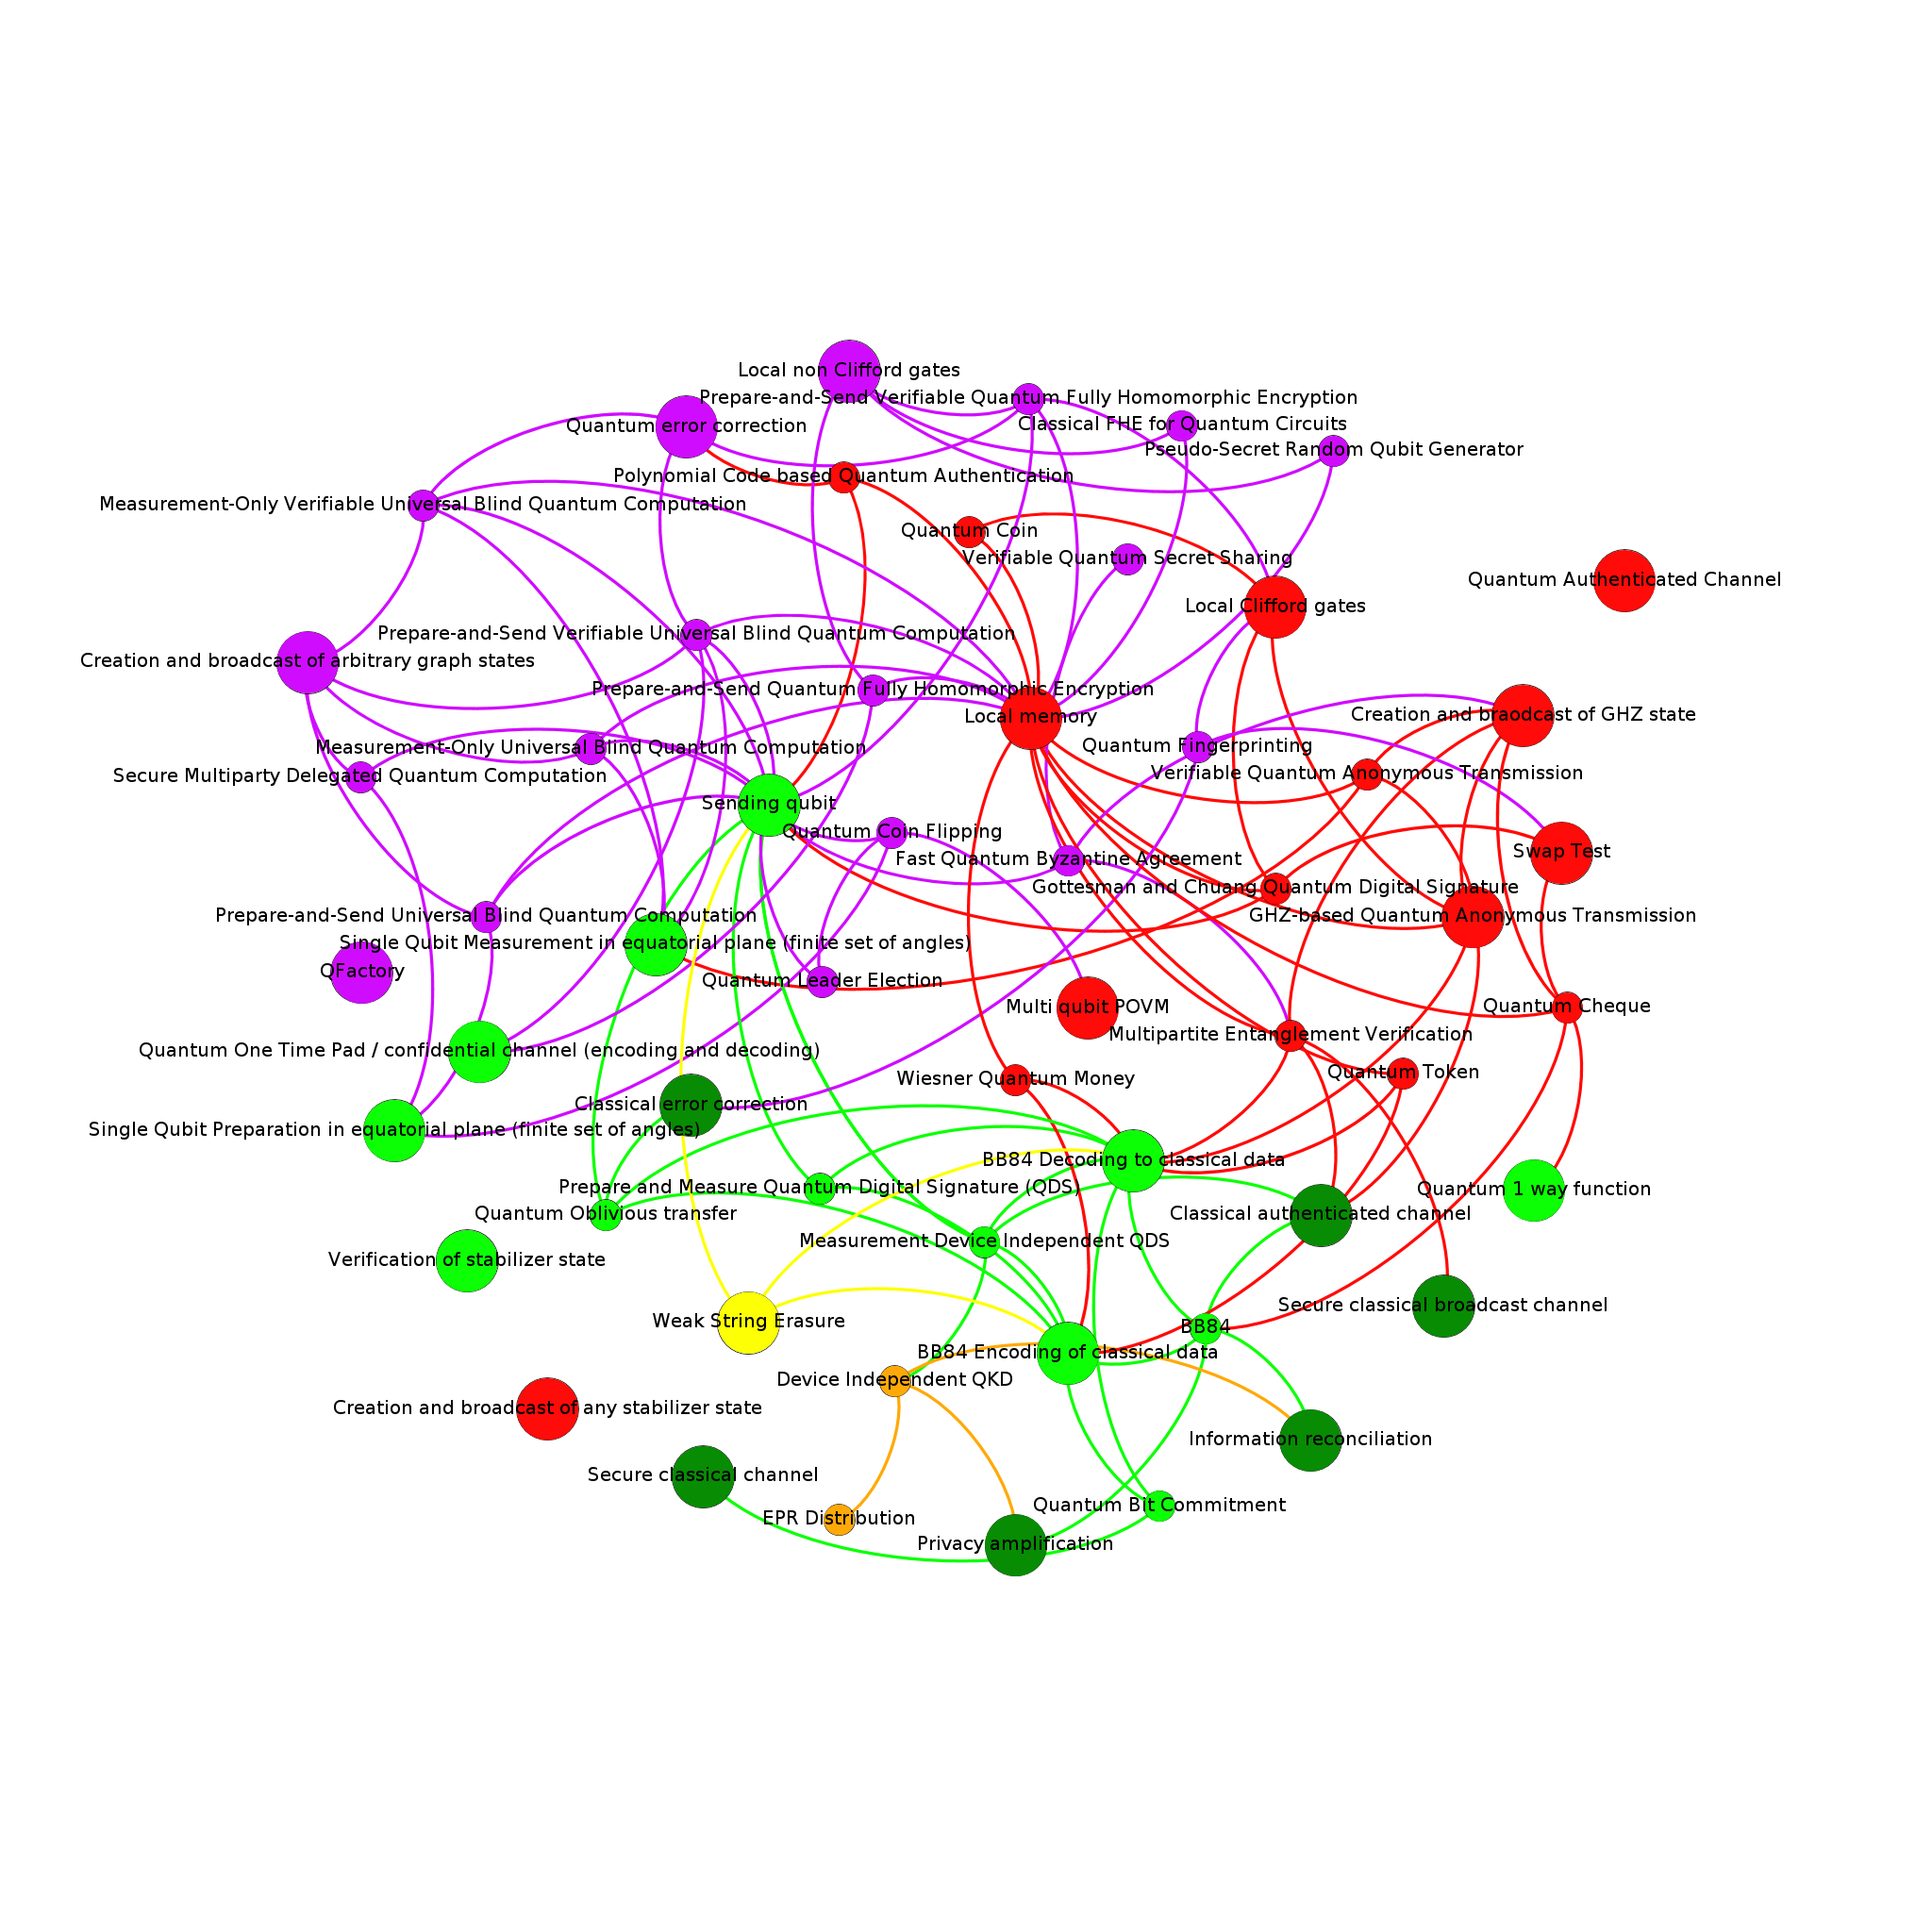 Local non Clifford gates
Prepare-and-Send Verifiable Quantum Fully Homomorphic Encryption
Quantum error correction
Classical FHE for Quantum Circuits
Pseudo-Secret Random Qubit Generator
Polynomial Code based Quantum Authentication
Measurement-Only Verifiable Universal Blind Quantum Computation
Quantum Coin
Verifiable Quantum Secret Sharing
Quantum Authenticated Channel
Local Clifford gates
Prepare-and-Send Verifiable Universal Blind Quantum Computation
Creation and broadcast of arbitrary graph states
Prepare-and-Send Quantum Fully Homomorphic Encryption
Local memory
Creation and braodcast of GHZ state
Measurement-Only Universal Blind Quantum Computation
Quantum Fingerprinting
Secure Multiparty Delegated Quantum Computation
Verifiable Quantum Anonymous Transmission
Sending qubit
Quantum Coin Flipping
Swap Test
Fast Quantum Byzantine Agreement
Gottesman and Chuang Quantum Digital Signature
Prepare-and-Send Universal Blind Quantum Computation
GHZ-based Quantum Anonymous Transmission
Single Qubit Measurement in equatorial plane (finite set of angles)
QFactory
Quantum Leader Election
Multi qubit POVM
Quantum Cheque
Multipartite Entanglement Verification
Quantum One Time Pad / confidential channel (encoding and decoding)
Quantum Token
Wiesner Quantum Money
Classical error correction
Single Qubit Preparation in equatorial plane (finite set of angles)
BB84 Decoding to classical data
Prepare and Measure Quantum Digital Signature (QDS)
Quantum 1 way function
Quantum Oblivious transfer
Classical authenticated channel
Measurement Device Independent QDS
Verification of stabilizer state
Secure classical broadcast channel
Weak String Erasure
BB84
BB84 Encoding of classical data
Device Independent QKD
Creation and broadcast of any stabilizer state
Information reconciliation
Secure classical channel
Quantum Bit Commitment
EPR Distribution
Privacy amplification